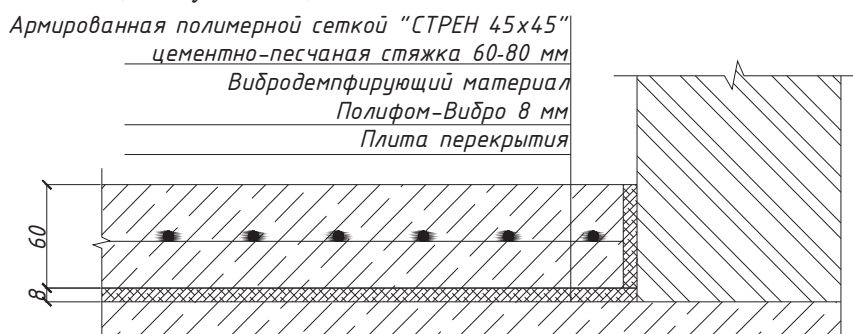 Армированная полимерной сеткой "СТРЕН 45х45"
цементно-песчаная стяжка 60-80 мм
Вибродемпфирующий материал
Полифом-Вибро 8 мм
Плита перекрытия
60
8